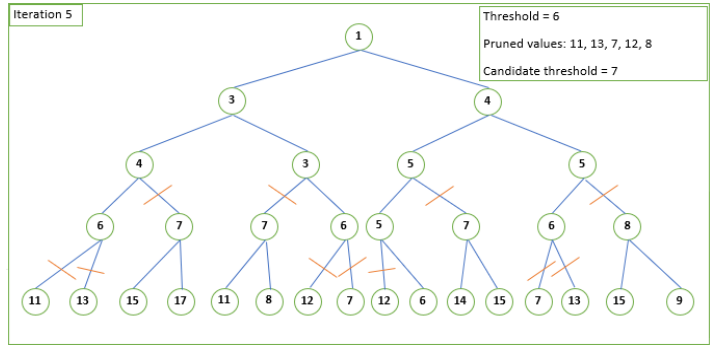 Iteration 5
Threshold = 6
Pruned values: 11, 13, 7, 12, 8
Candidate threshold = 7
1
3 4
4 3 5 5
6 7 7 6 5 7 6 8
11 13 15 17 11 8 12 7 12 6 14 15 7 13 15 9